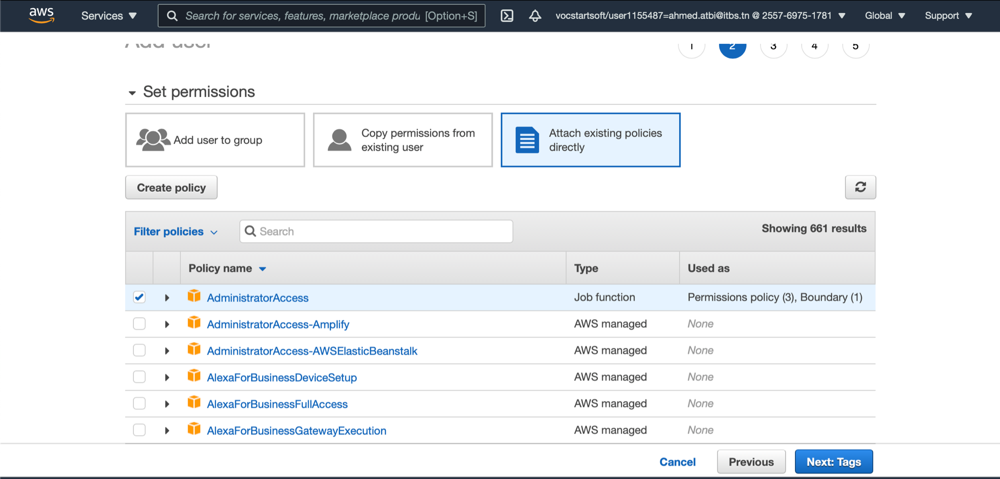 aws
Services
Search for services, features, marketplace produ [Option+S]
vocstartsoft/user1155487=ahmed.atbi@itbs.tn @ 2557-6975-1781
Global
Support
Add user
1 2 3 4 5
Set permissions
Add user to group
Copy permissions from
existing user
Attach existing policies
directly
Create policy
Filter policies
Search
Showing 661 results
Policy name Type Used as
AdministratorAccess Job function Permissions policy (3), Boundary (1)
AdministratorAccess-Amplify AWS managed None
AdministratorAccess-AWSElasticBeanstalk AWS managed None
AlexaForBusinessDeviceSetup AWS managed None
AlexaForBusinessFullAccess AWS managed None
AlexaForBusinessGatewayExecution AWS managed None
Cancel Previous Next: Tags